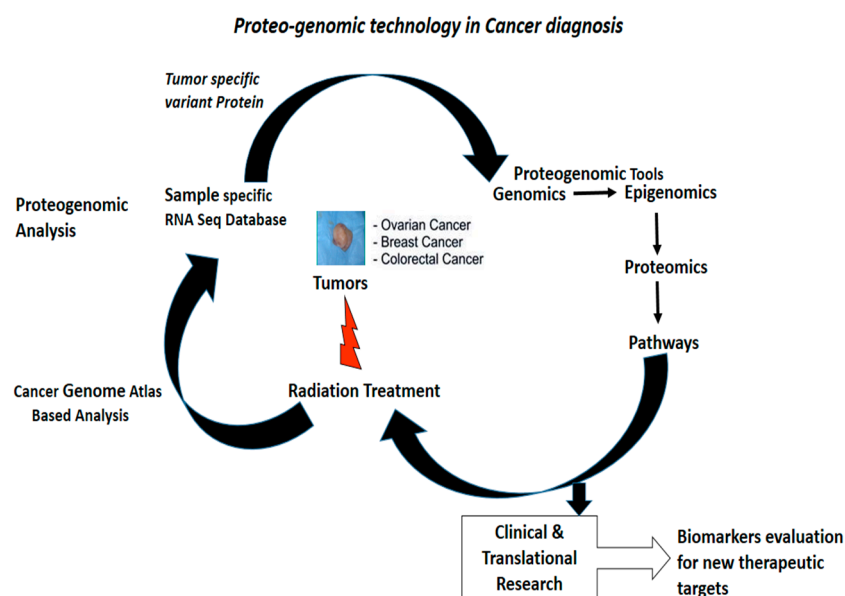 Proteo-genomic technology in Cancer diagnosis
Tumor specific
variant Protein
Proteogenomic Tools
Genomics
Epigenomics
Proteogenomic
Analysis
Sample specific
RNA Seq Database
- Ovarian Cancer
- Breast Cancer
- Colorectal Cancer
Tumors
Proteomics
Pathways
Radiation Treatment
Cancer Genome Atlas
Based Analysis
Clinical &
Translational
Research
Biomarkers evaluation
for new therapeutic
targets